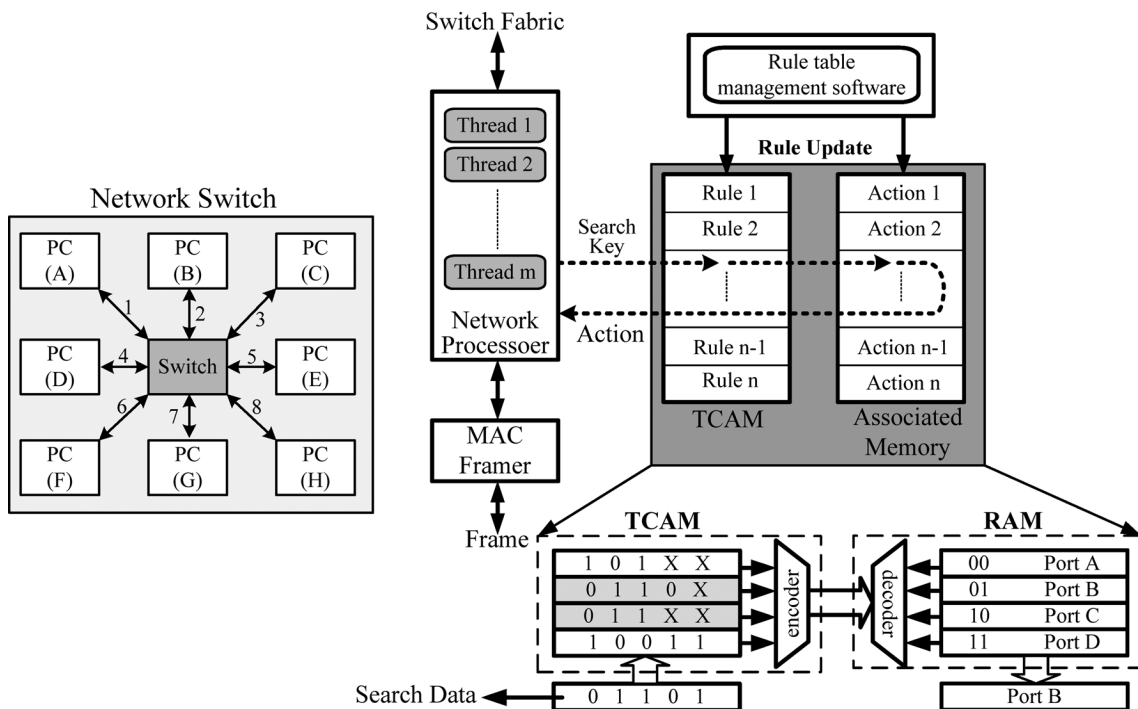 Network Switch
PC
(A)
PC
(B)
PC
(C)
1
2
3
PC
(D)
4
Switch
5
PC
(E)
6
7
8
PC
(F)
PC
(G)
PC
(H)
Switch Fabric
Thread 1
Thread 2
Thread m
Network
Processoer
MAC
Framer
Frame
Search
Key
Action
Rule table
management software
Rule Update
Rule 1
Rule 2
Rule n-1
Rule n
TCAM
Action 1
Action 2
Action n-1
Action n
Associated
Memory
TCAM
1 0 1 X X
0 1 1 0 X
0 1 1 X X
1 0 0 1 1
encoder
Search Data
0 1 1 0 1
RAM
decoder
00 Port A
01 Port B
10 Port C
11 Port D
Port B